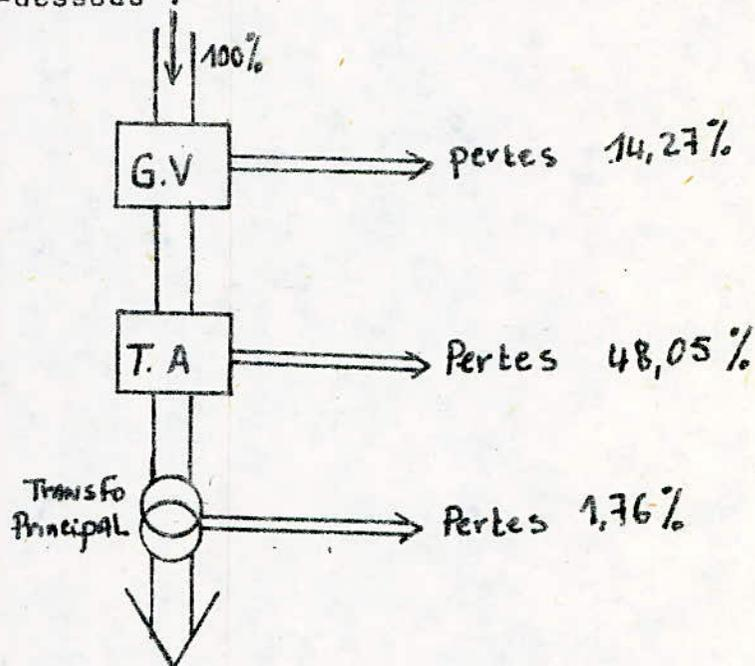 -dessous :
100%
G.V
pertes 14,27%
T.A
Pertes 48,05%
Transfo
Principal
Pertes 1,76%